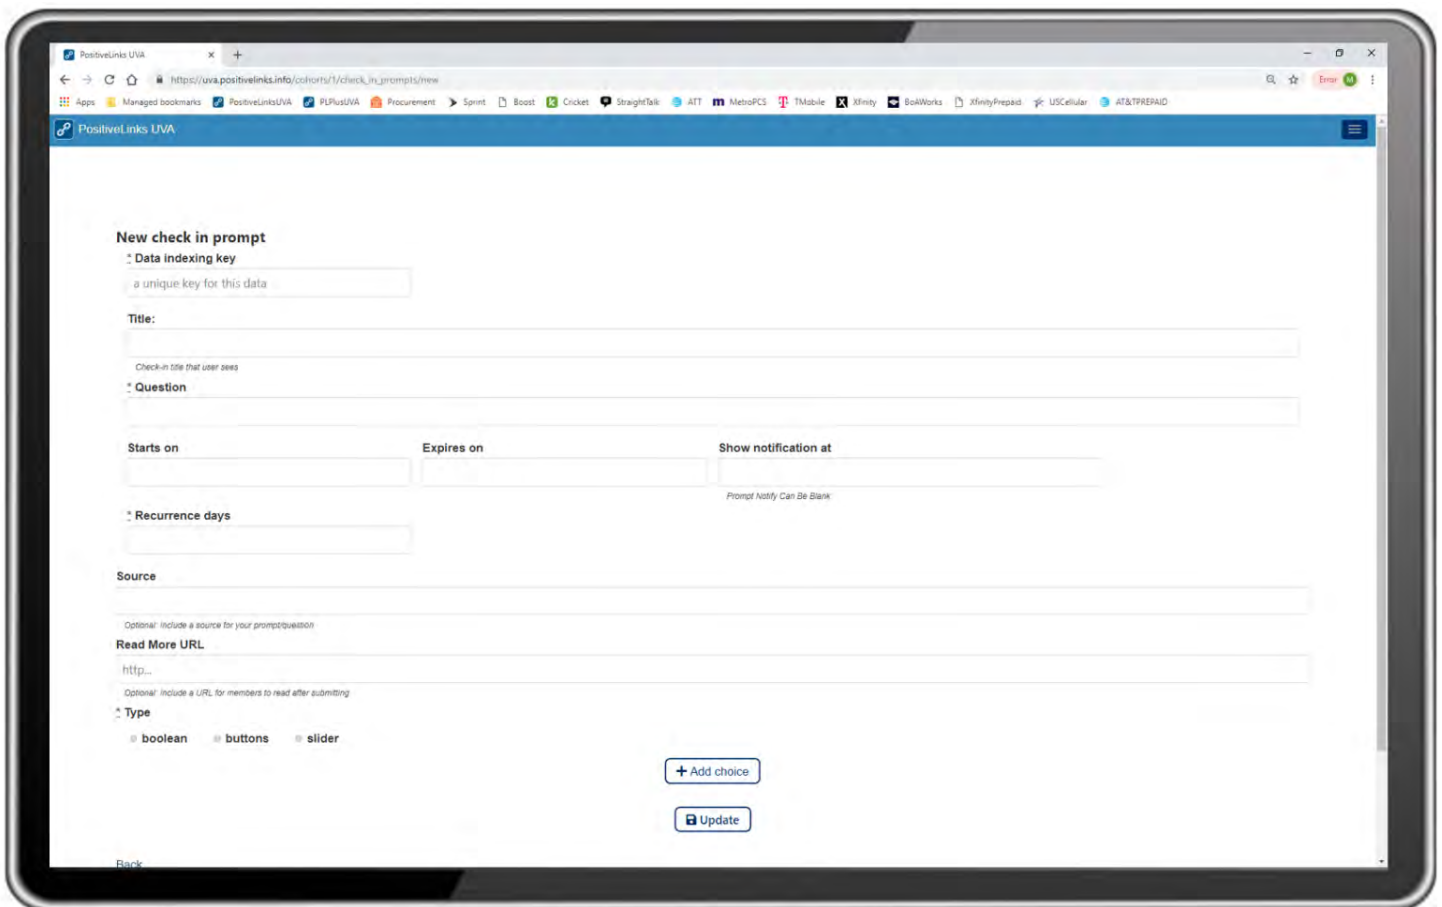 PositiveLinks UVA
https://uva.positivelinks.info/cohorts/1/check_in_prompts/new Error M
Apps Managed bookmarks PositiveLinksUVA PLPlusUVA Procurement Sprint Boost Cricket StraightTalk ATT MetroPCS TMobile Xfinity BoAWorks XfinityPrepaid USCellular AT&TPREPAID
PositiveLinks UVA
New check in prompt
* Data indexing key
a unique key for this data
Title:
Check-in title that user sees
* Question
Starts on Expires on Show notification at
Prompt Notify Can Be Blank
* Recurrence days
Source
Optional: Include a source for your prompt/question
Read More URL
http...
Optional: Include a URL for members to read after submitting
* Type
boolean buttons slider
+ Add choice
Update
Back